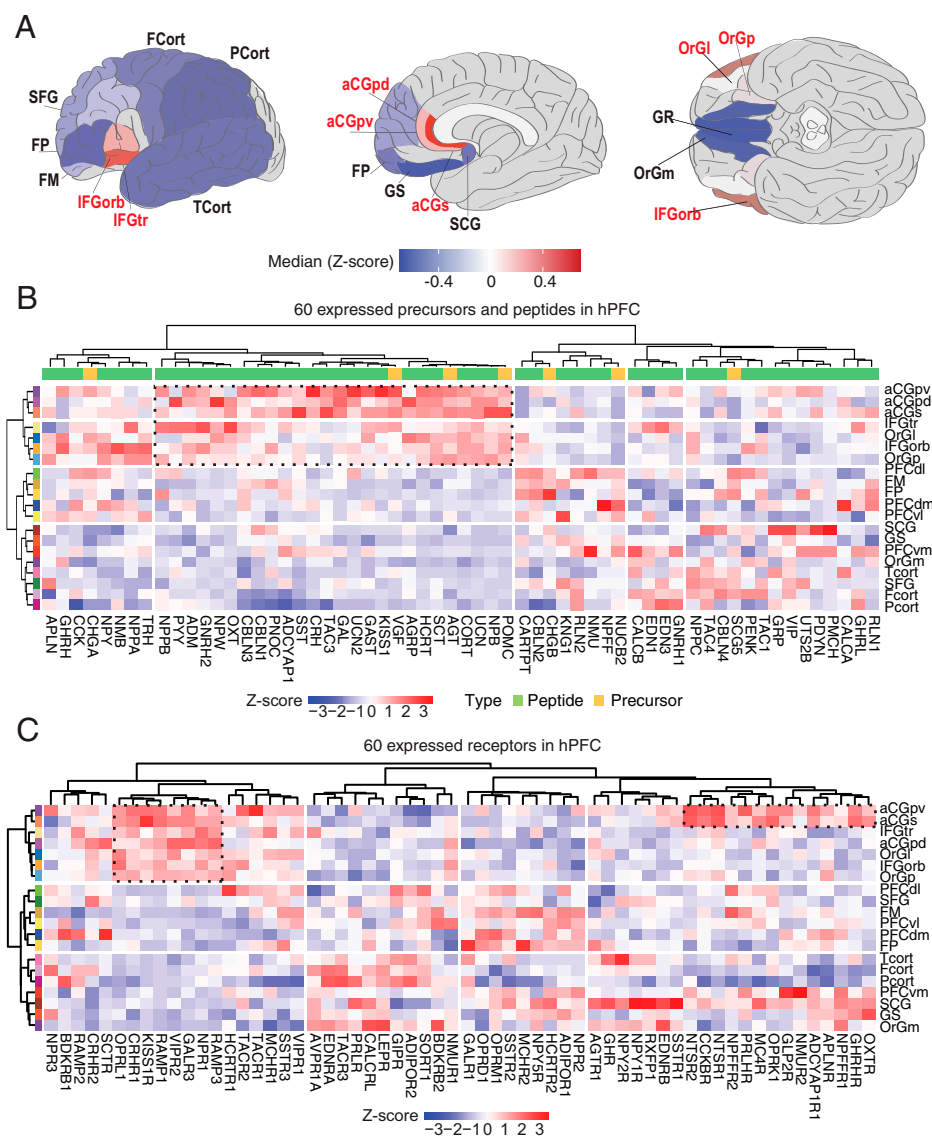 A
FCort
PCort
SFG
FP
FM
IFGorb
IFGtr
TCort
aCGpd
aCGpv
FP
GS
aCGs
SCG
OrGl
OrGp
GR
OrGm
IFGorb
Median (Z-score)
-0.4 0 0.4
B
60 expressed precursors and peptides in hPFC
aCGpv
aCGpd
aCGs
IFGtr
OrGl
IFGorb
OrGp
PFCdl
FM
FP
PFCdm
PFCvl
SCG
GS
PFCvm
OrGm
Tcort
SFG
Fcort
Pcort
APLN
GHRH
CCK
CHGA
NPY
NMB
NPPA
TRH
NPPB
PYY
ADM
GNRH2
NPW
OXT
CBLN3
CBLN1
PNOC
ADCYAP1
SST
CRH
TAC3
GAL
UCN2
GAST
KISS1
VGF
AGRP
HCRT
SCT
AGT
CORT
UCN
NPB
POMC
CARTPT
CBLN2
CHGB
KNG1
RLN2
NMU
NPFF
NUCB2
CALCB
EDN1
EDN3
GNRH1
NPPC
TAC4
CBLN4
SCG5
PENK
TAC1
GRP
VIP
UTS2B
PDYN
PMCH
CALCA
GHRL
RLN1
Z-score
−3−2−1 0 1 2 3
Type Peptide Precursor
C
60 expressed receptors in hPFC
aCGpv
aCGs
IFGtr
aCGpd
OrGl
IFGorb
OrGp
PFCdl
SFG
FM
PFCvl
PFCdm
FP
Tcort
Fcort
Pcort
PFCvm
SCG
GS
OrGm
NPR3
BDKRB1
RAMP2
CRHR2
SCTR
OPRL1
CRHR1
KISS1R
RAMP1
VIPR2
GALR3
NPR1
RAMP3
HCRTR1
TACR2
TACR1
MCHR1
SSTR3
VIPR1
AVPR1A
EDNRA
TACR3
PRLR
CALCRL
LEPR
GIPR
ADIPOR2
SORT1
BDKRB2
NMUR1
GALR1
OPRD1
OPRM1
SSTR2
MCHR2
NPY5R
HCRTR2
ADIPOR1
NPR2
AGTR1
GHR
NPY2R
NPY1R
RXFP1
EDNRB
SSTR1
NTSR2
CCKBR
NTSR1
NPFFR2
PRLHR
MC4R
OPRK1
GLP2R
NMUR2
ADCYAP1R1
APLNR
NPFFR1
GHRHR
OXTR
Z-score
−3−2−1 0 1 2 3